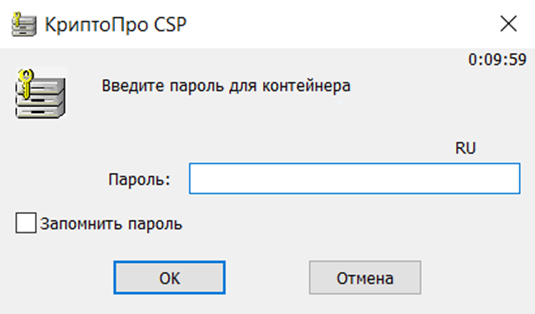 КриптоПро CSP
0:09:59
Введите пароль для контейнера
RU
Пароль:
Запомнить пароль
OK
Отмена